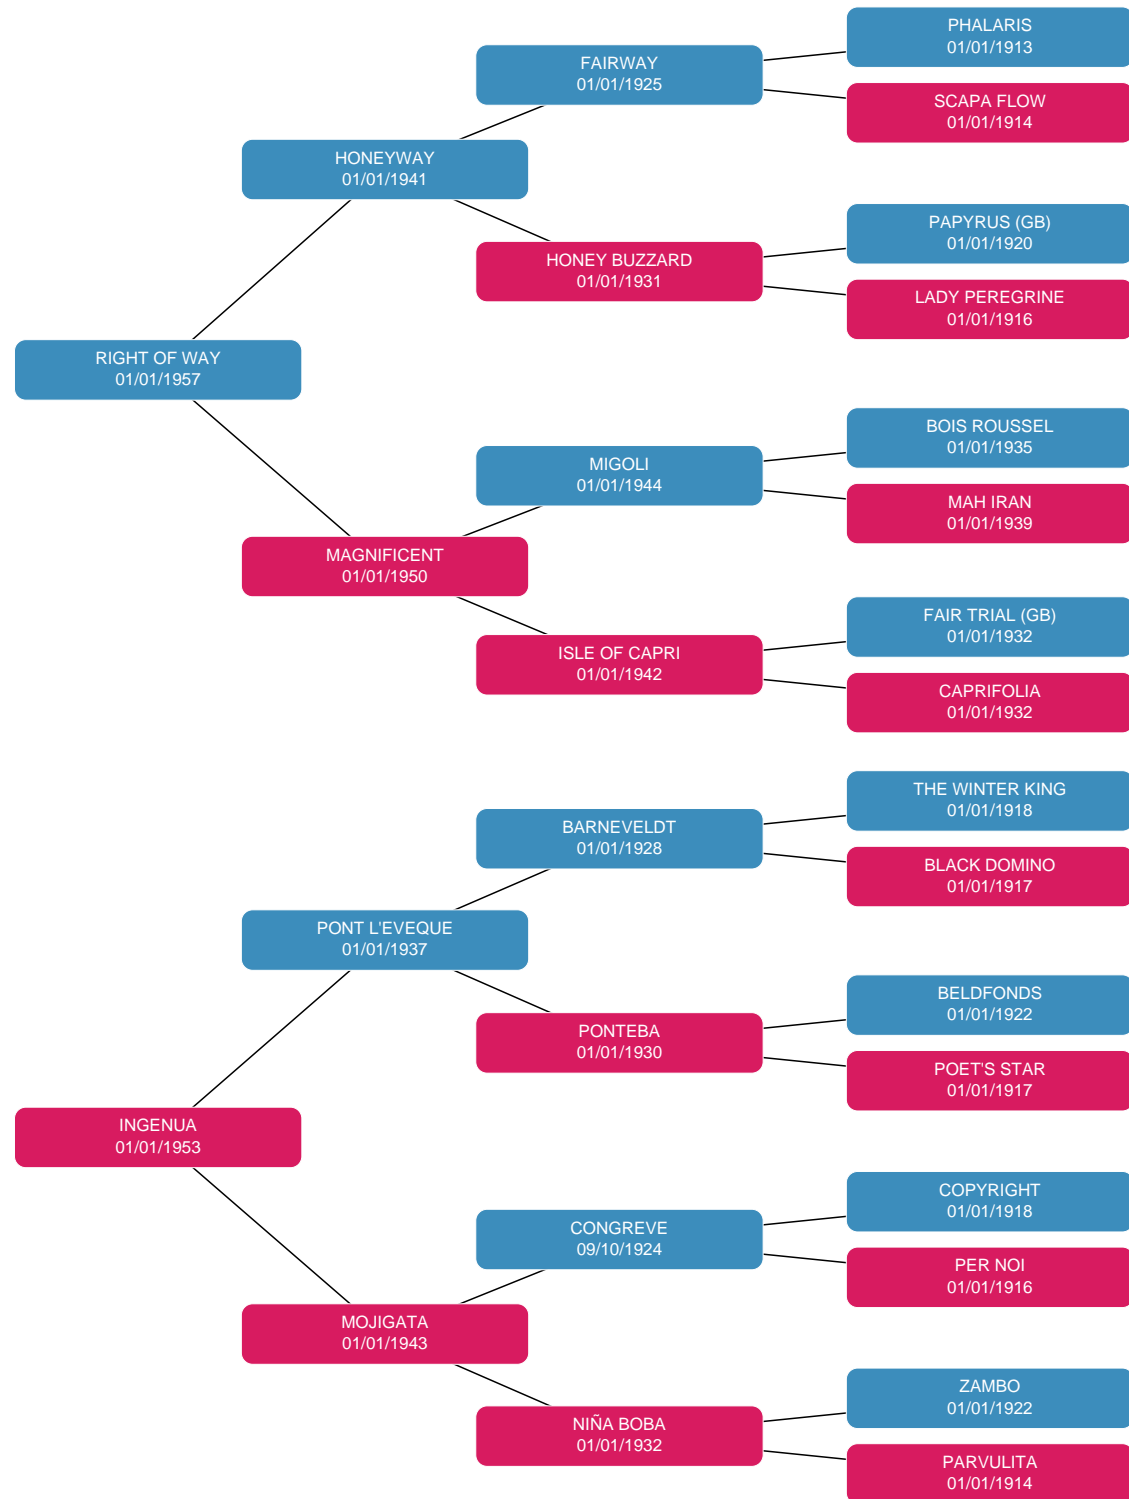 PHALARIS
01/01/1913
FAIRWAY
01/01/1925
SCAPA FLOW
01/01/1914
HONEYWAY
01/01/1941
PAPYRUS (GB)
01/01/1920
HONEY BUZZARD
01/01/1931
LADY PEREGRINE
01/01/1916
RIGHT OF WAY
01/01/1957
BOIS ROUSSEL
01/01/1935
MIGOLI
01/01/1944
MAH IRAN
01/01/1939
MAGNIFICENT
01/01/1950
FAIR TRIAL (GB)
01/01/1932
ISLE OF CAPRI
01/01/1942
CAPRIFOLIA
01/01/1932
THE WINTER KING
01/01/1918
BARNEVELDT
01/01/1928
BLACK DOMINO
01/01/1917
PONT L'EVEQUE
01/01/1937
BELDFONDS
01/01/1922
PONTEBA
01/01/1930
POET'S STAR
01/01/1917
INGENUA
01/01/1953
COPYRIGHT
01/01/1918
CONGREVE
09/10/1924
PER NOI
01/01/1916
MOJIGATA
01/01/1943
ZAMBO
01/01/1922
NIÑA BOBA
01/01/1932
PARVULITA
01/01/1914